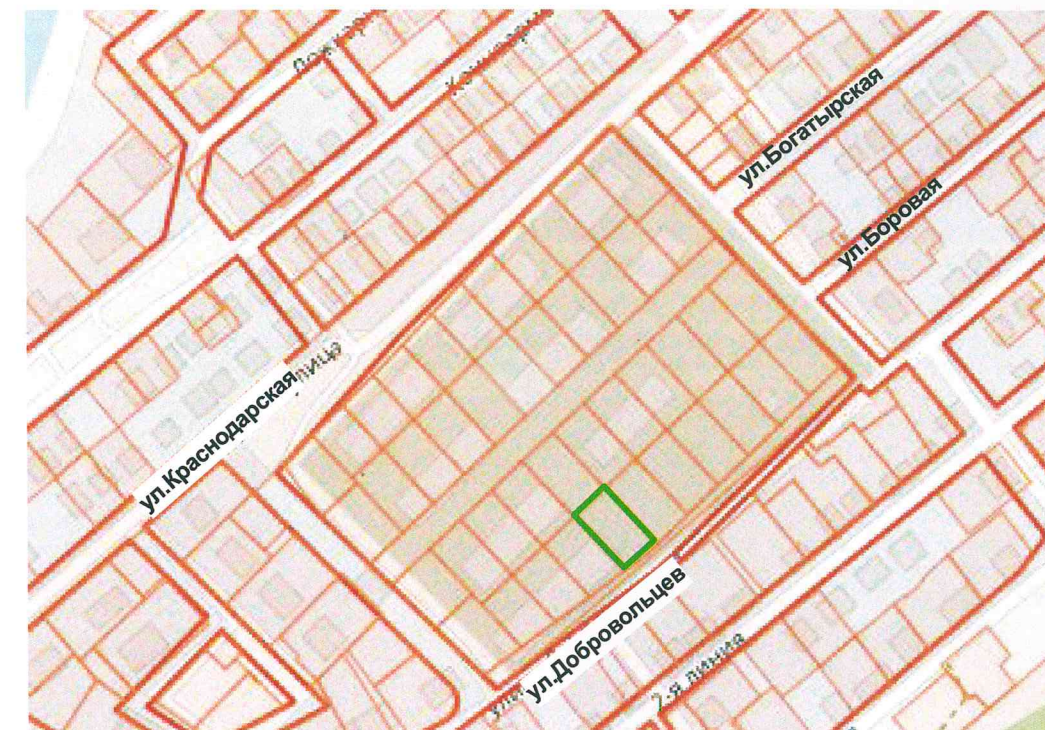 ул.Богатырская
ул.Боровая
ул.Краснодарская
ул.Добровольцев
2-я линия